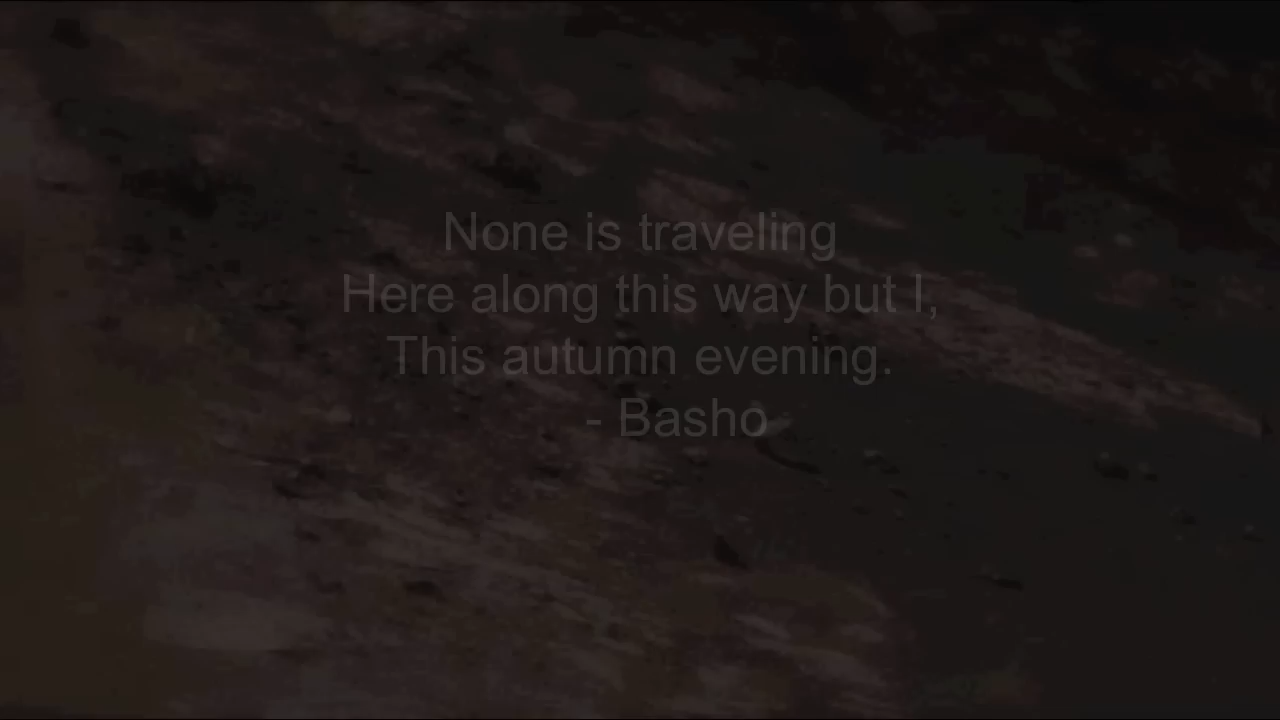 None is traveling
Here along this way but I,
This autumn evening.
- Basho